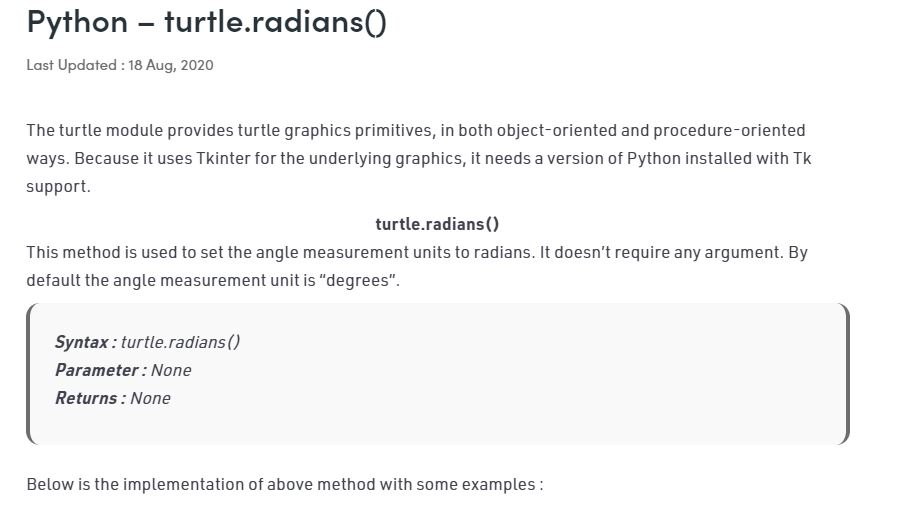 Python – turtle.radians()
Last Updated : 18 Aug, 2020
The turtle module provides turtle graphics primitives, in both object-oriented and procedure-oriented
ways. Because it uses Tkinter for the underlying graphics, it needs a version of Python installed with Tk
support.
turtle.radians()
This method is used to set the angle measurement units to radians. It doesn’t require any argument. By
default the angle measurement unit is “degrees”.
Syntax : turtle.radians()
Parameter : None
Returns : None
Below is the implementation of above method with some examples :